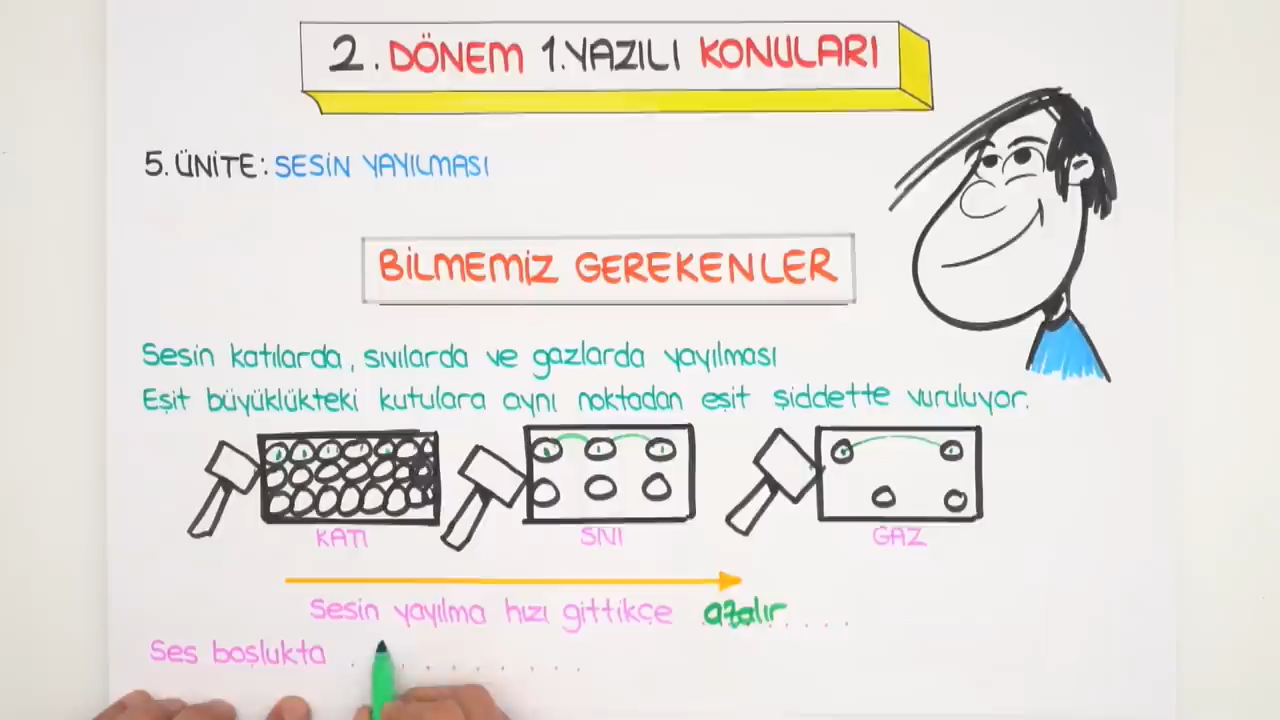 2. DÖNEM 1. YAZILI KONULARI
5. ÜNİTE: SESİN YAYILMASI
BİLMEMİZ GEREKENLER
Sesin katılarda, sıvılarda ve gazlarda yayılması
Eşit büyüklükteki kutulara aynı noktadan eşit şiddette vuruluyor.
KATI SIVI GAZ
Sesin yayılma hızı gittikçe azalır....
Ses boşlukta .......